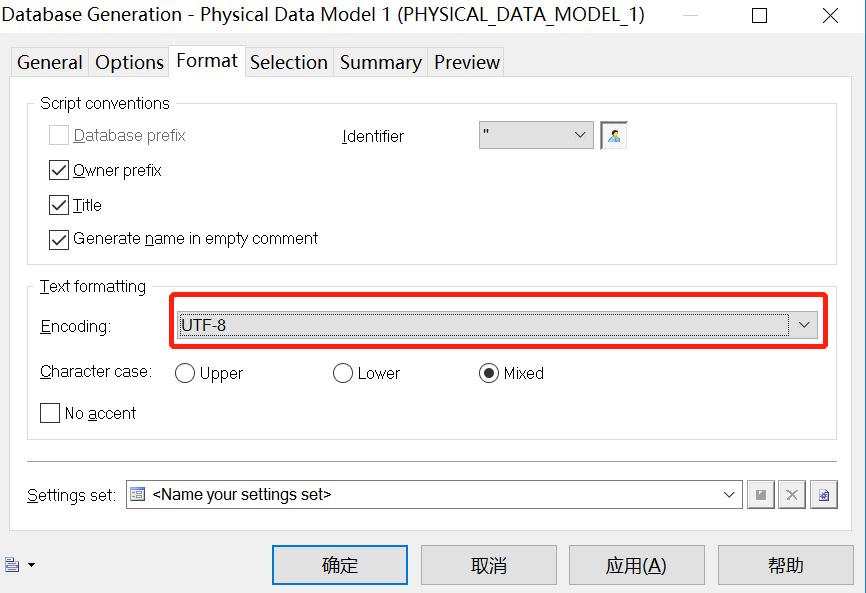 Database Generation - Physical Data Model 1 (PHYSICAL_DATA_MODEL_1)
General Options Format Selection Summary Preview
Script conventions
Database prefix Identifier "
Owner prefix
Title
Generate name in empty comment
Text formatting
Encoding: UTF-8
Character case: Upper Lower Mixed
No accent
Settings set: <Name your settings set>
确定 取消 应用(A) 帮助